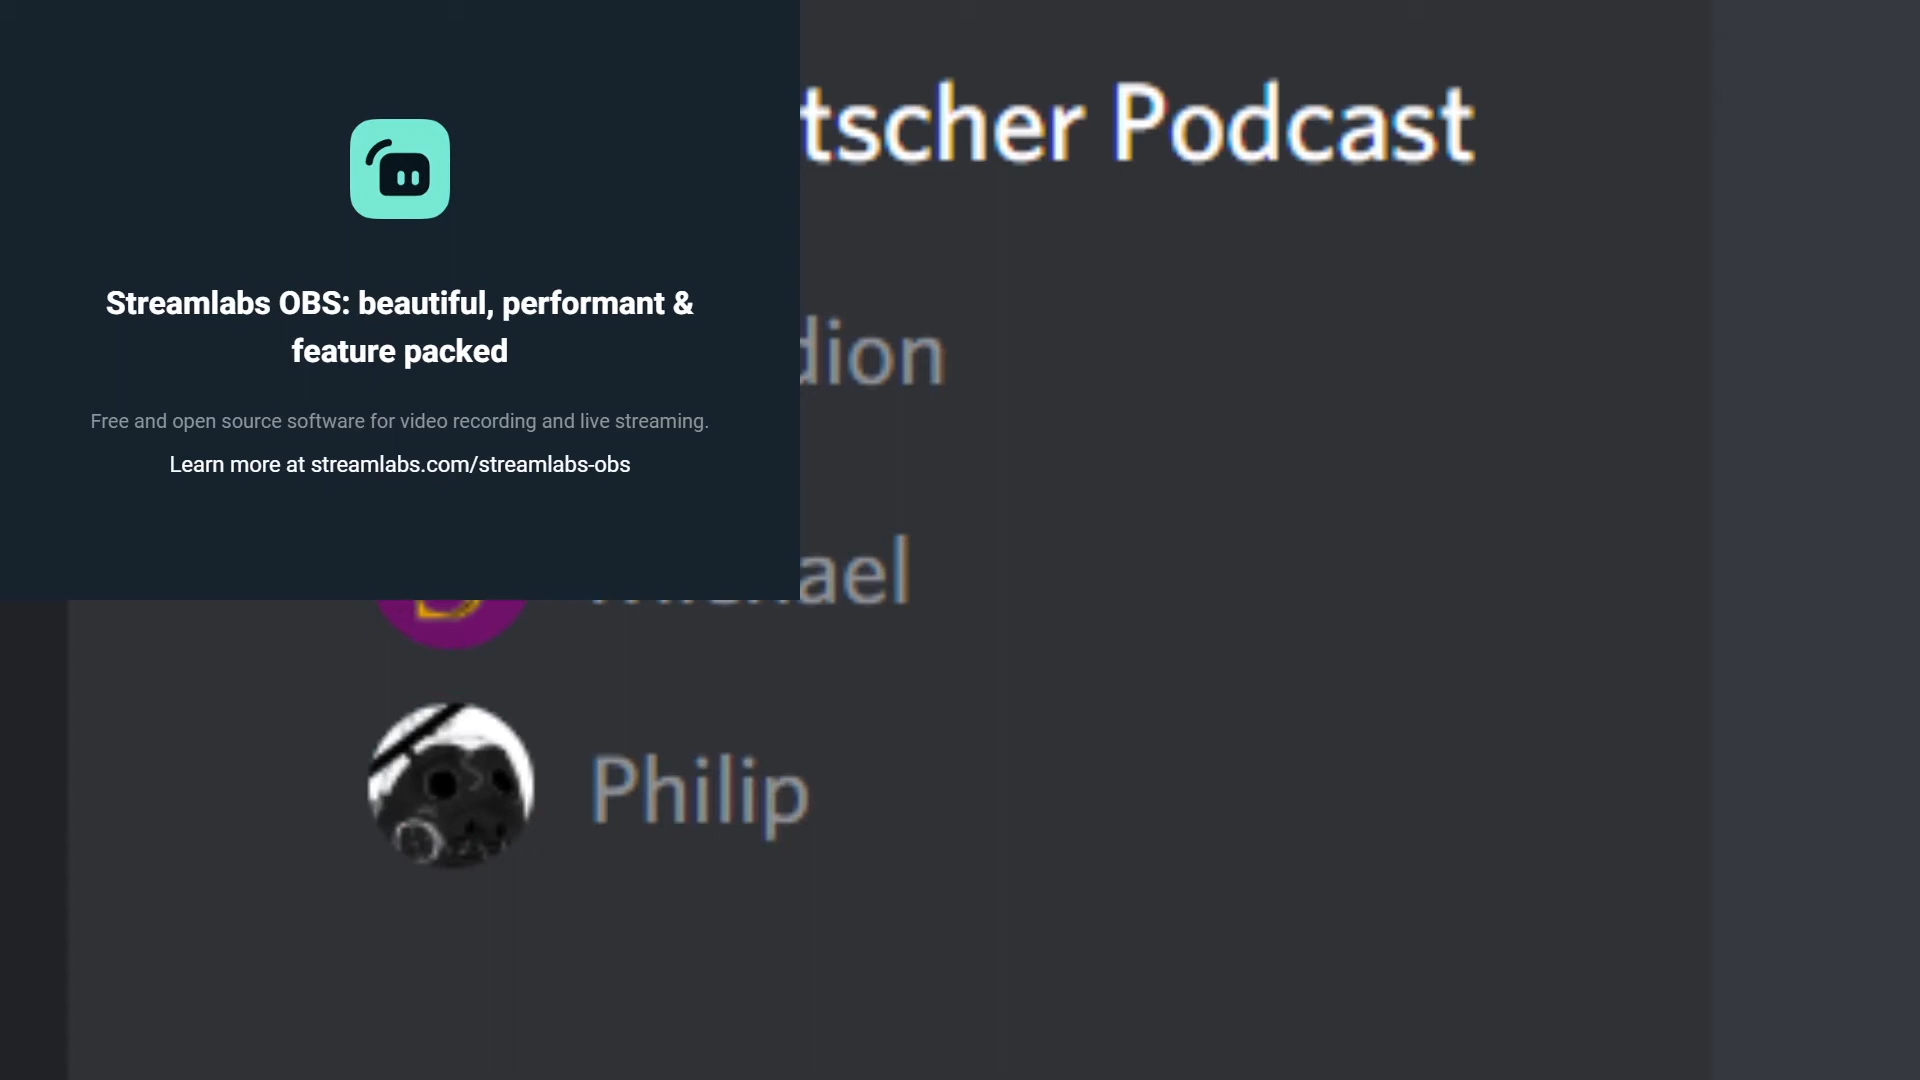 tscher Podcast
Streamlabs OBS: beautiful, performant &
feature packed
dion
Free and open source software for video recording and live streaming.
Learn more at streamlabs.com/streamlabs-obs
ael
Philip